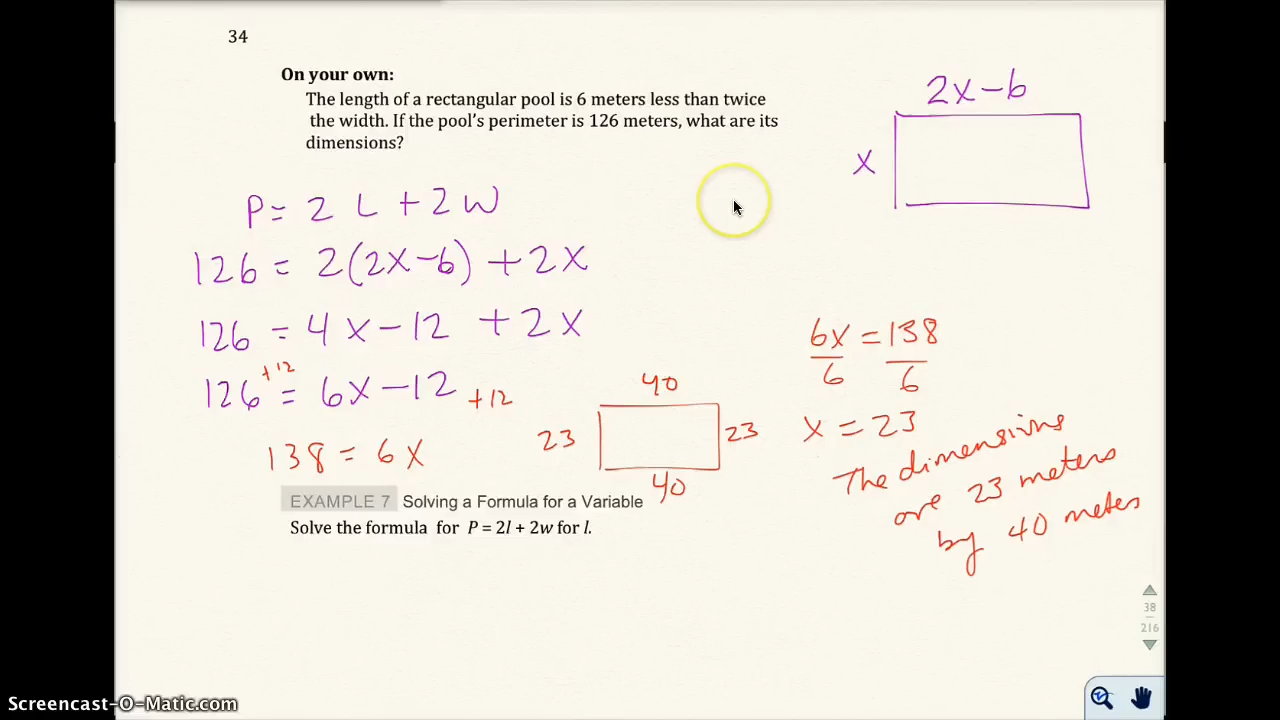 34
On your own:
The length of a rectangular pool is 6 meters less than twice
the width. If the pool's perimeter is 126 meters, what are its
dimensions?
2x-6
x
P = 2 L + 2 W
126 = 2(2x-6) + 2x
126 = 4x - 12 + 2x
+12
126 = 6x - 12 +12
138 = 6x
40
23
23
40
6x = 138
6 6
x = 23
The dimensions
are 23 meters
by 40 meters
EXAMPLE 7 Solving a Formula for a Variable
Solve the formula for P = 2l + 2w for l.
38
216
Screencast-O-Matic.com